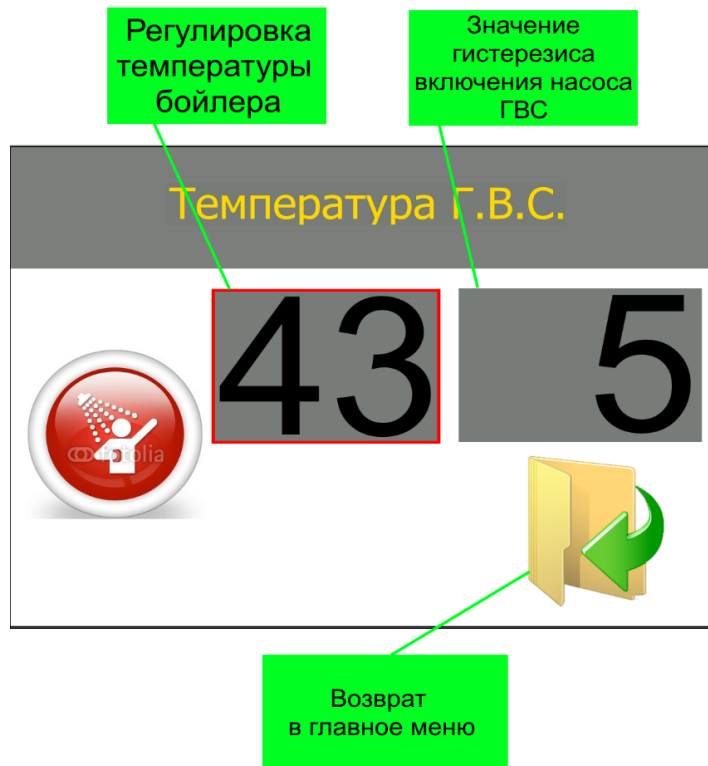 Регулировка
температуры
бойлера
Значение
гистерезиса
включения насоса
ГВС
Температура Г.В.С.
43
5
fotolia
Возврат
в главное меню